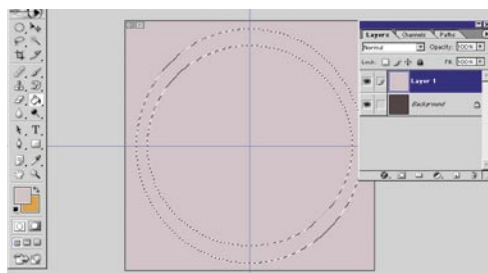 Layers Channels Paths
Normal Opacity: 100%
Lock: Fill: 100%
Layer 1
Background